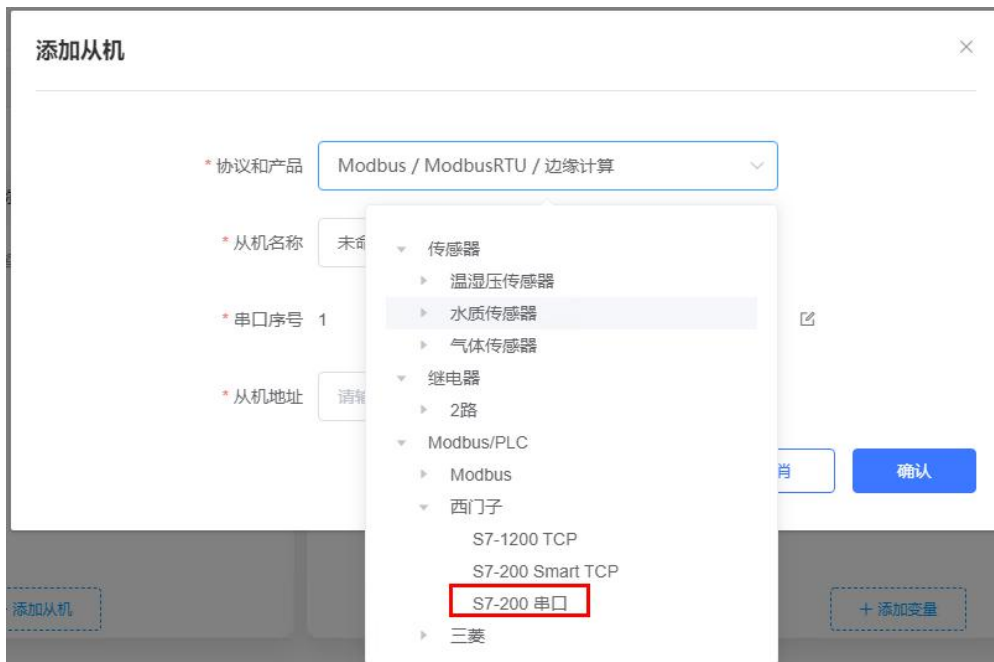 添加从机
* 协议和产品 Modbus / ModbusRTU / 边缘计算
* 从机名称 未命
传感器
温湿压传感器
* 串口序号 1 水质传感器
气体传感器
继电器
* 从机地址 请输
2路
Modbus/PLC
Modbus
确认
西门子
S7-1200 TCP
S7-200 Smart TCP
S7-200 串口
添加从机
+ 添加变量
三菱